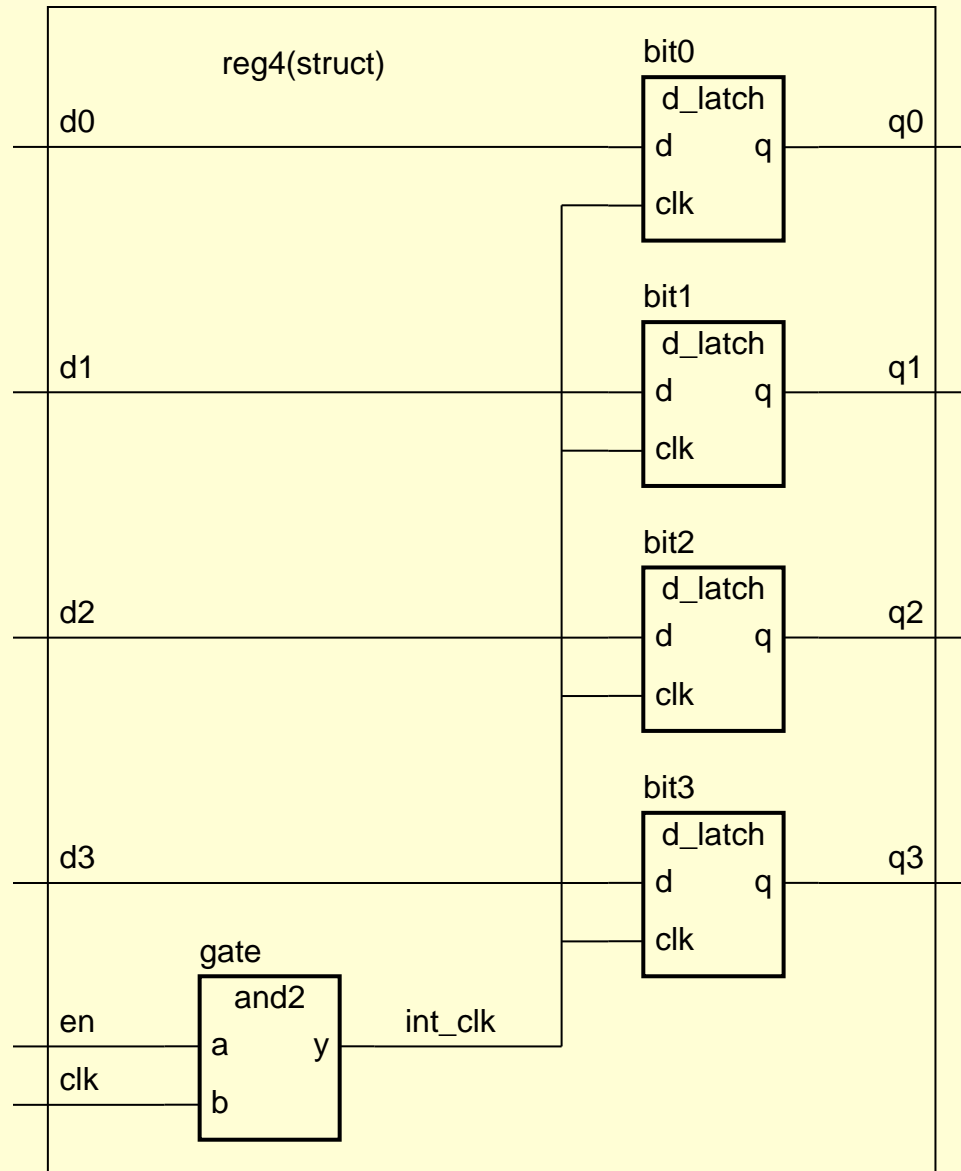 reg4(struct)
bit0
d_latch
d0
d q
q0
clk
bit1
d_latch
d1
d q
q1
clk
bit2
d_latch
d2
d q
q2
clk
bit3
d_latch
d3
d q
q3
clk
gate
and2
en
a y
int_clk
clk
b